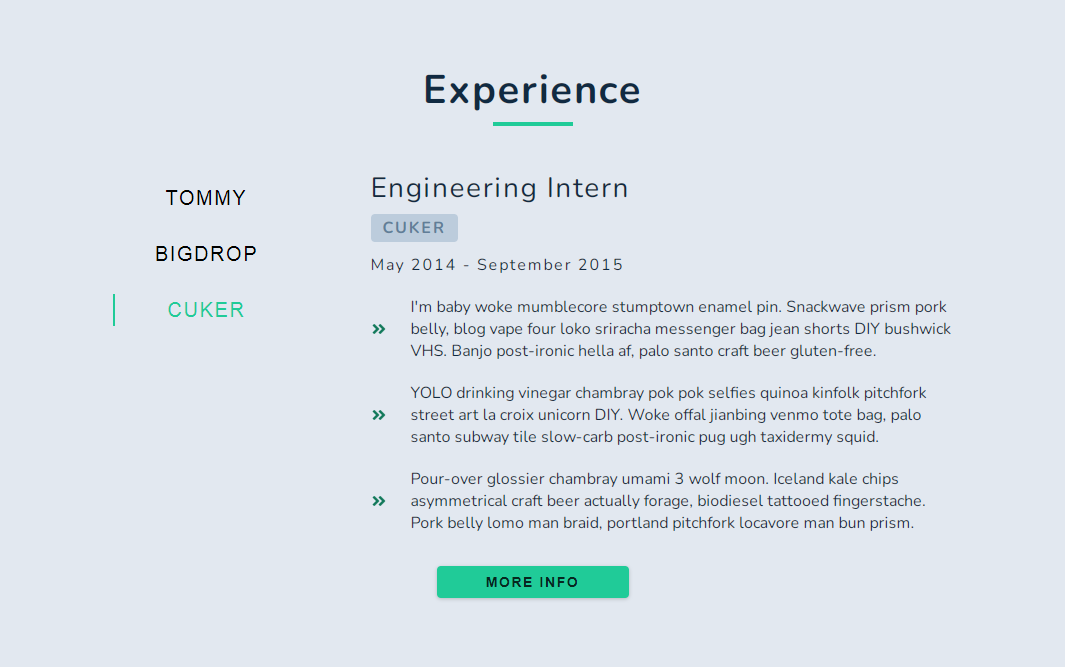 Experience
TOMMY
BIGDROP
CUKER
Engineering Intern
CUKER
May 2014 - September 2015
I'm baby woke mumblecore stumptown enamel pin. Snackwave prism pork
belly, blog vape four loko sriracha messenger bag jean shorts DIY bushwick
VHS. Banjo post-ironic hella af, palo santo craft beer gluten-free.
YOLO drinking vinegar chambray pok pok selfies quinoa kinfolk pitchfork
street art la croix unicorn DIY. Woke offal jianbing venmo tote bag, palo
santo subway tile slow-carb post-ironic pug ugh taxidermy squid.
Pour-over glossier chambray umami 3 wolf moon. Iceland kale chips
asymmetrical craft beer actually forage, biodiesel tattooed fingerstache.
Pork belly lomo man braid, portland pitchfork locavore man bun prism.
MORE INFO